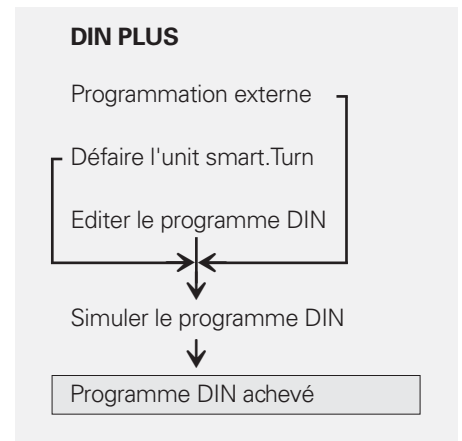 DIN PLUS
Programmation externe
Défaire l'unit smart.Turn
Editer le programme DIN
Simuler le programme DIN
Programme DIN achevé